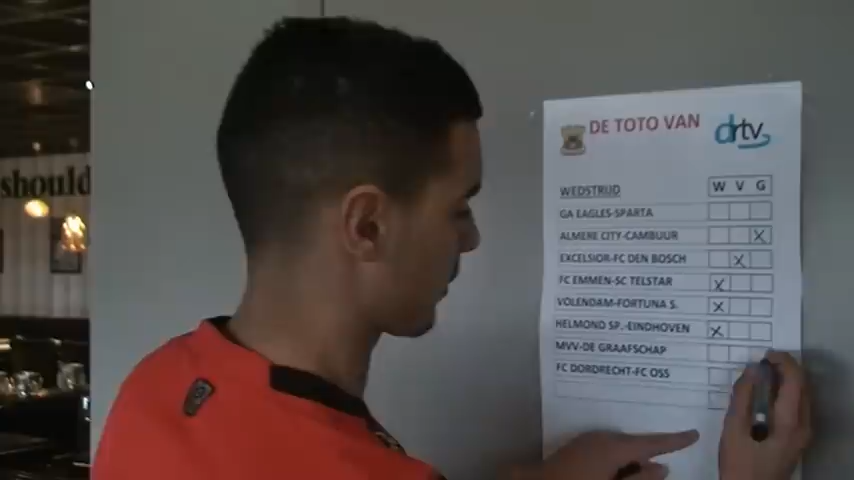 should
DE TOTO VAN drtv
WEDSTRIJD W V G
GA EAGLES-SPARTA
ALMERE CITY-CAMBUUR X
EXCELSIOR-FC DEN BOSCH X
FC EMMEN-SC TELSTAR X
VOLENDAM-FORTUNA S. X
HELMOND SP.-EINDHOVEN X
MVV-DE GRAAFSCHAP
FC DORDRECHT-FC OSS